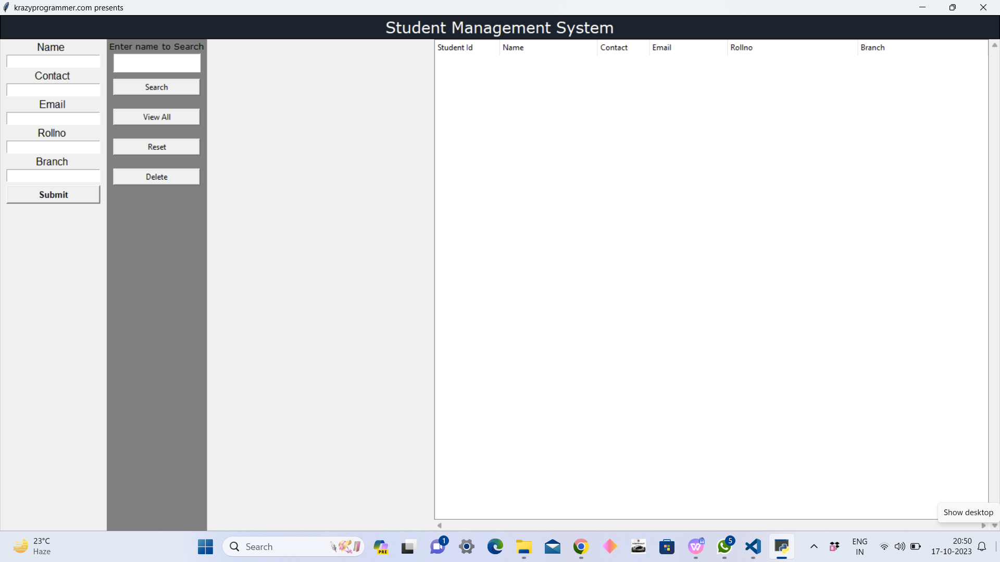 krazyprogrammer.com presents
Student Management System
Name
Contact
Email
Rollno
Branch
Submit
Enter name to Search
Search
View All
Reset
Delete
Student Id Name Contact Email Rollno Branch
Show desktop
23°C
Haze
Search
PRE
1
5
ENG
IN
20:50
17-10-2023